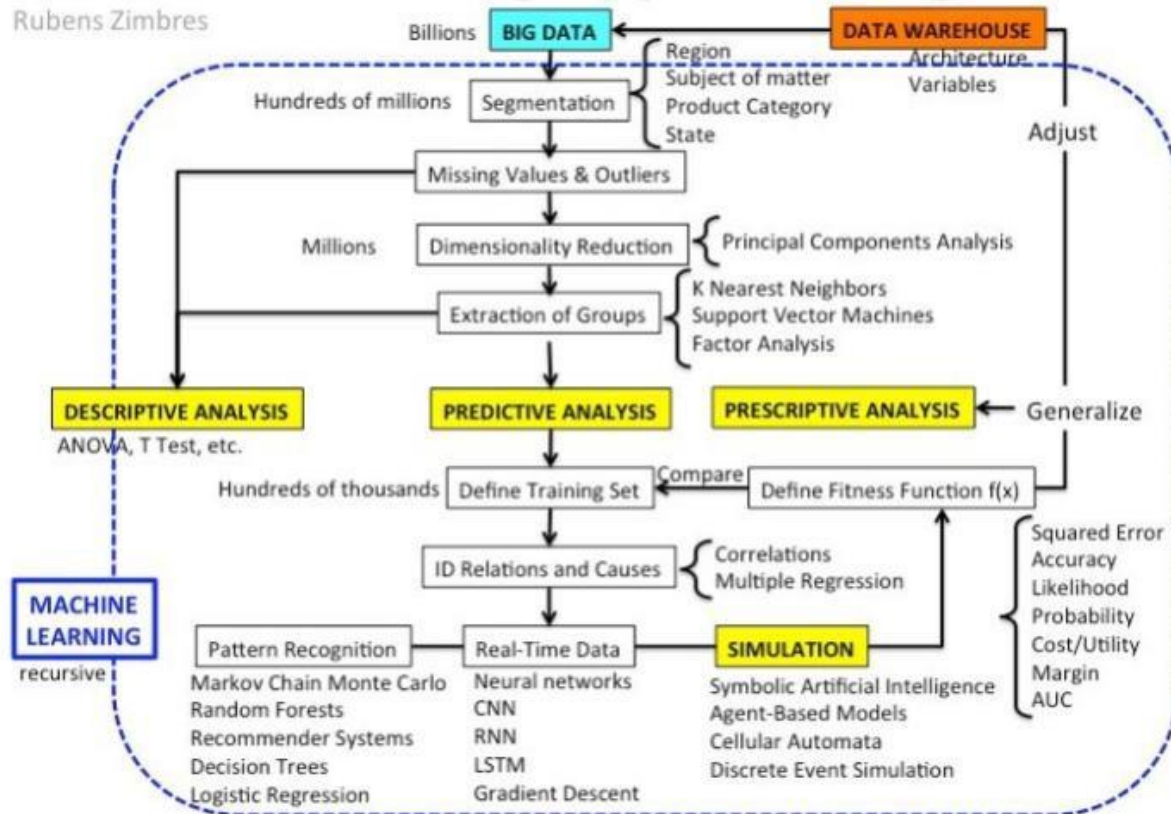 Rubens Zimbres
Billions
BIG DATA
DATA WAREHOUSE
Architecture
Variables
Region
Subject of matter
Product Category
State
Hundreds of millions
Segmentation
Adjust
Missing Values & Outliers
Millions
Dimensionality Reduction
Principal Components Analysis
Extraction of Groups
K Nearest Neighbors
Support Vector Machines
Factor Analysis
DESCRIPTIVE ANALYSIS
ANOVA, T Test, etc.
PREDICTIVE ANALYSIS
PRESCRIPTIVE ANALYSIS
Generalize
Hundreds of thousands
Define Training Set
Compare
Define Fitness Function f(x)
Squared Error
Accuracy
Likelihood
Probability
Cost/Utility
Margin
AUC
ID Relations and Causes
Correlations
Multiple Regression
MACHINE
LEARNING
recursive
Pattern Recognition
Markov Chain Monte Carlo
Random Forests
Recommender Systems
Decision Trees
Logistic Regression
Real-Time Data
Neural networks
CNN
RNN
LSTM
Gradient Descent
SIMULATION
Symbolic Artificial Intelligence
Agent-Based Models
Cellular Automata
Discrete Event Simulation